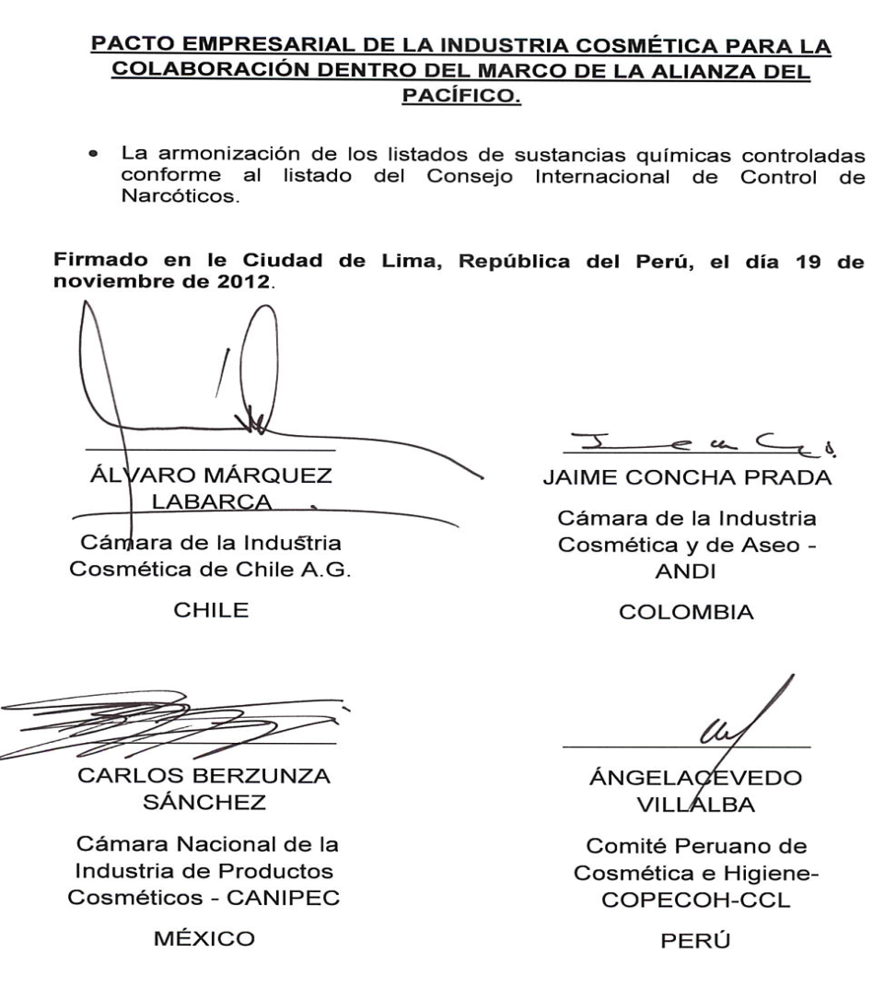 PACTO EMPRESARIAL DE LA INDUSTRIA COSMÉTICA PARA LA
COLABORACIÓN DENTRO DEL MARCO DE LA ALIANZA DEL
PACÍFICO.
• La armonización de los listados de sustancias químicas controladas
conforme al listado del Consejo Internacional de Control de
Narcóticos.
Firmado en le Ciudad de Lima, República del Perú, el día 19 de
noviembre de 2012.
ÁLVARO MÁRQUEZ
LABARCA
Cámara de la Industria
Cosmética de Chile A.G.
CHILE
JAIME CONCHA PRADA
Cámara de la Industria
Cosmética y de Aseo -
ANDI
COLOMBIA
CARLOS BERZUNZA
SÁNCHEZ
Cámara Nacional de la
Industria de Productos
Cosméticos - CANIPEC
MÉXICO
ÁNGELACEVEDO
VILLALBA
Comité Peruano de
Cosmética e Higiene-
COPECOH-CCL
PERÚ